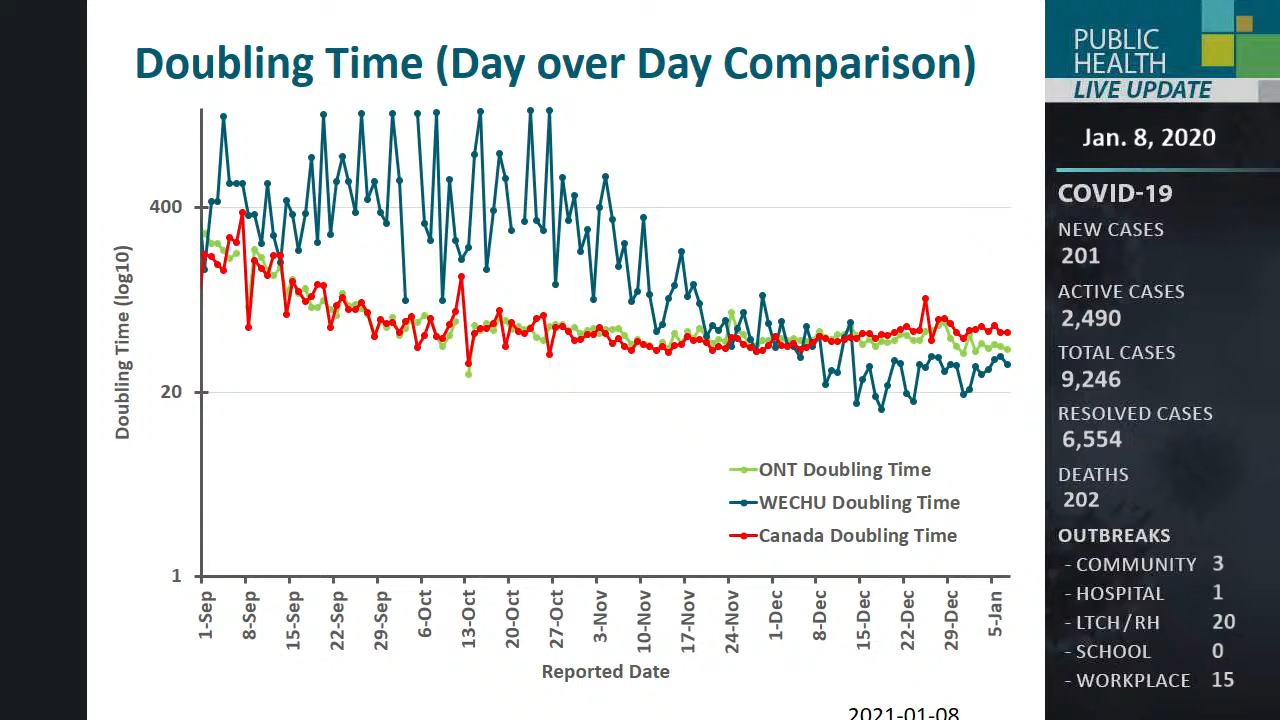 Doubling Time (Day over Day Comparison)
Doubling Time (log10)
400
20
1
ONT Doubling Time
WECHU Doubling Time
Canada Doubling Time
1-Sep
8-Sep
15-Sep
22-Sep
29-Sep
6-Oct
13-Oct
20-Oct
27-Oct
3-Nov
10-Nov
17-Nov
24-Nov
1-Dec
8-Dec
15-Dec
22-Dec
29-Dec
5-Jan
Reported Date
2021-01-08
PUBLIC
HEALTH
LIVE UPDATE
Jan. 8, 2020
COVID-19
NEW CASES
201
ACTIVE CASES
2,490
TOTAL CASES
9,246
RESOLVED CASES
6,554
DEATHS
202
OUTBREAKS
- COMMUNITY 3
- HOSPITAL 1
- LTCH/RH 20
- SCHOOL 0
- WORKPLACE 15